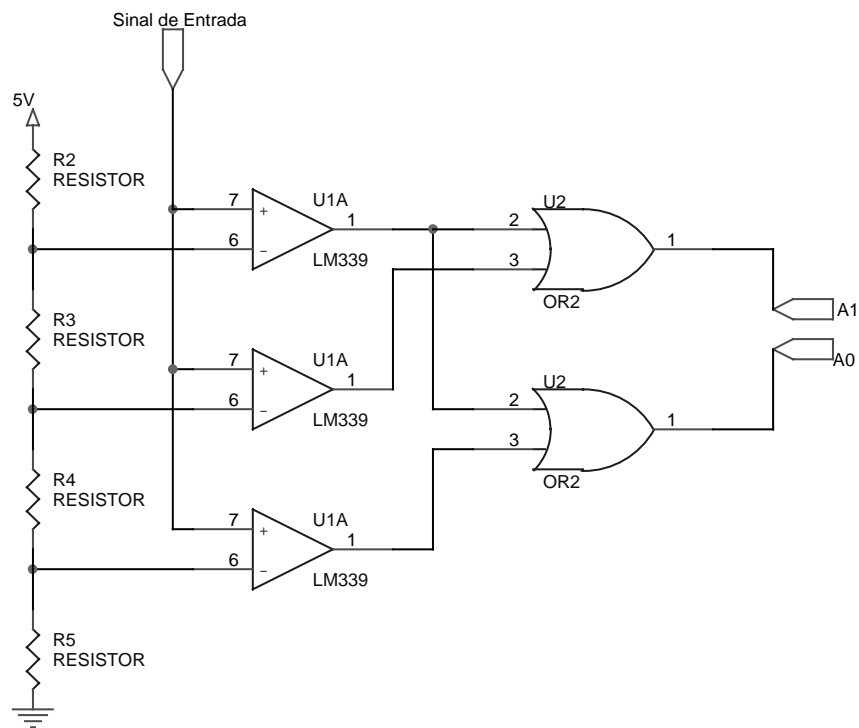 Sinal de Entrada
5V
R2
RESISTOR
7
6
+
−
U1A
1
LM339
U2
2
3
1
OR2
A1
R3
RESISTOR
7
6
+
−
U1A
1
LM339
A0
U2
2
3
1
OR2
R4
RESISTOR
7
6
+
−
U1A
1
LM339
R5
RESISTOR